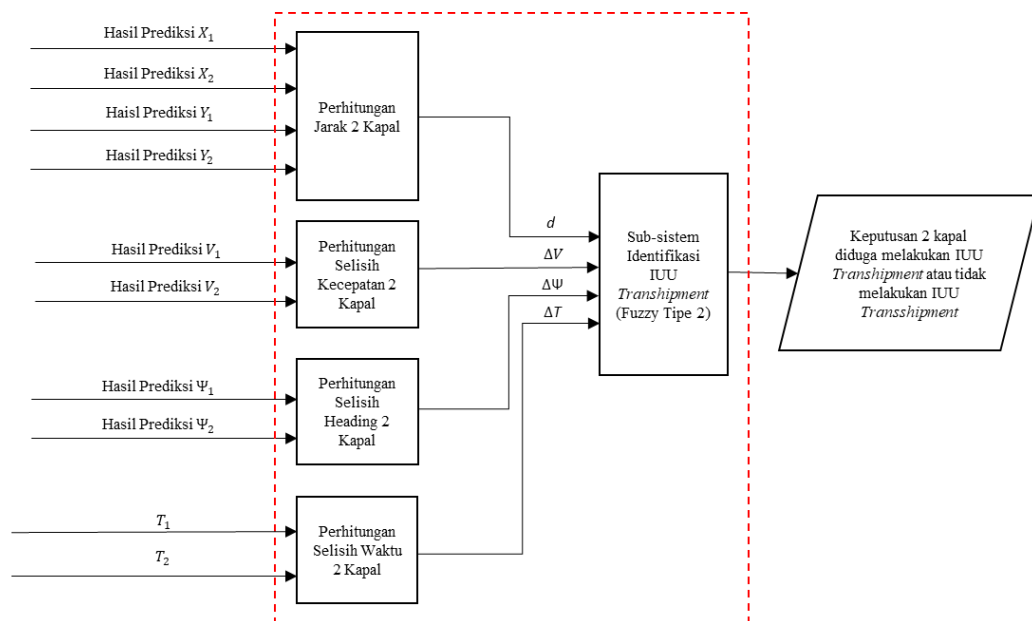 Hasil Prediksi X₁
Hasil Prediksi X₂
Haisl Prediksi Y₁
Hasil Prediksi Y₂
Perhitungan
Jarak 2 Kapal
Hasil Prediksi V₁
Hasil Prediksi V₂
Perhitungan
Selisih
Kecepatan 2
Kapal
Hasil Prediksi Ψ₁
Hasil Prediksi Ψ₂
Perhitungan
Selisih
Heading 2
Kapal
T₁
T₂
Perhitungan
Selisih Waktu
2 Kapal
d
ΔV
ΔΨ
ΔT
Sub-sistem
Identifikasi
IUU
Transhipment
(Fuzzy Tipe 2)
Keputusan 2 kapal
diduga melakukan IUU
Transhipment atau tidak
melakukan IUU
Transshipment